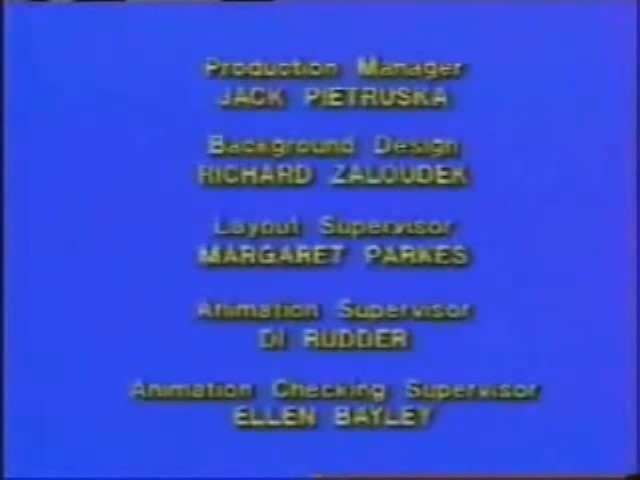 Production Manager
JACK PIETRUSKA
Background Design
RICHARD ZALOUDEK
Layout Supervisor
MARGARET PARKES
Animation Supervisor
DI RUDDER
Animation Checking Supervisor
ELLEN BAYLEY